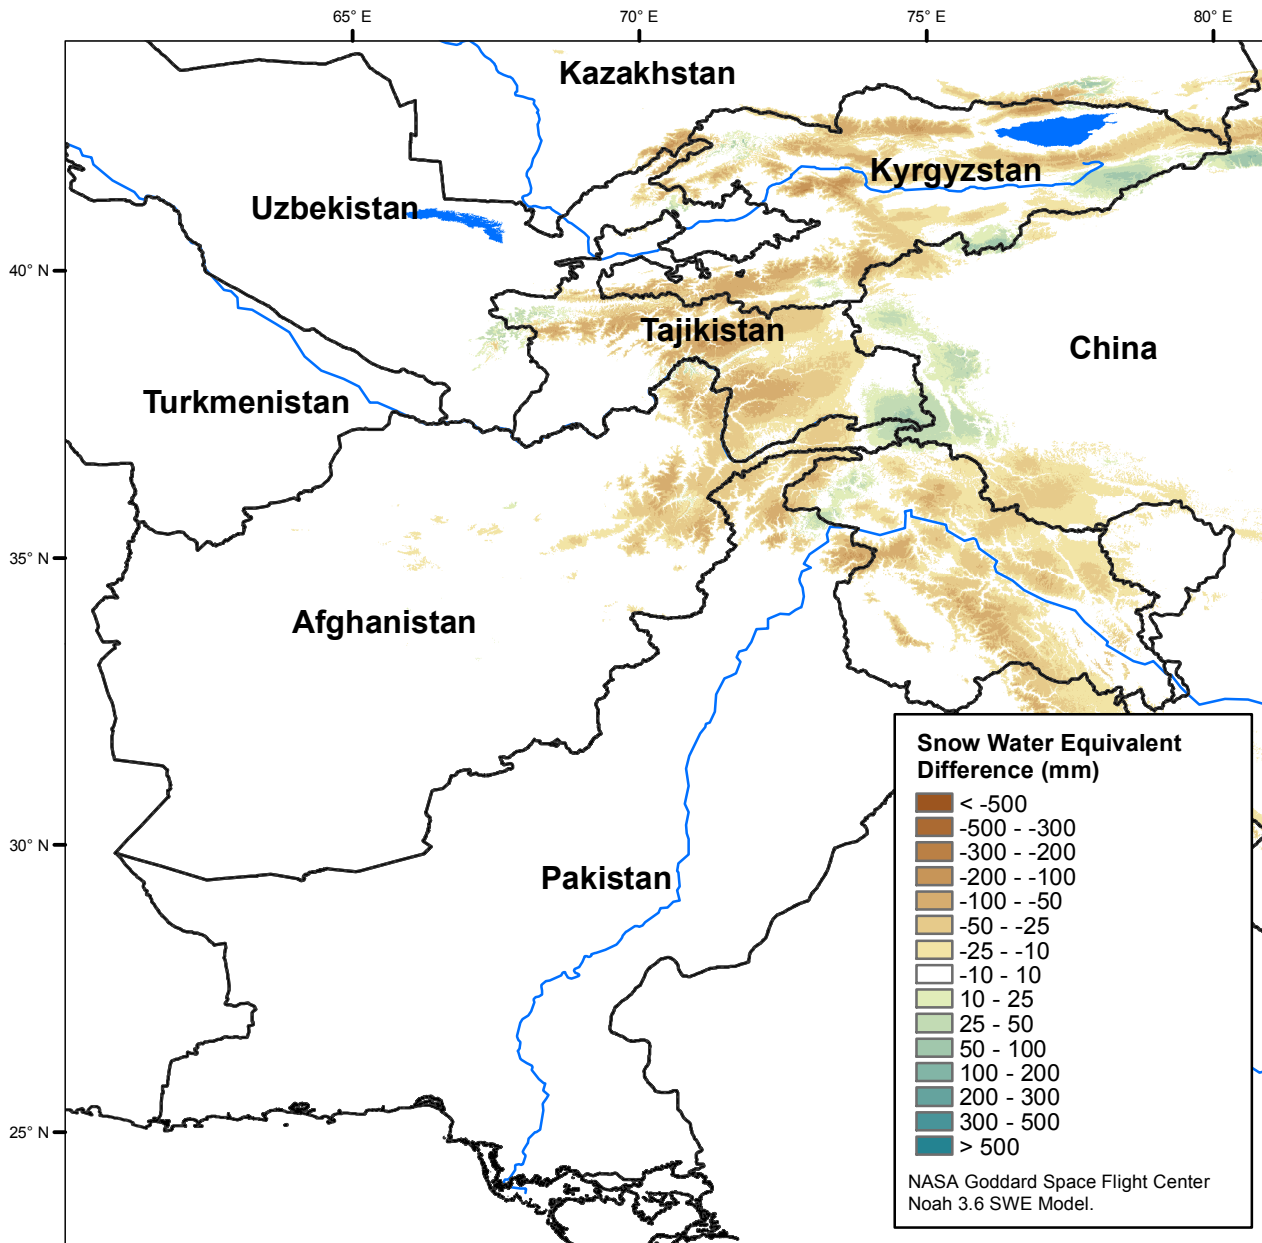 65° E
70° E
75° E
80° E
Kazakhstan
Kyrgyzstan
Uzbekistan
40° N
Tajikistan
China
Turkmenistan
35° N
Afghanistan
Snow Water Equivalent
Difference (mm)
< -500
-500 - -300
-300 - -200
-200 - -100
-100 - -50
-50 - -25
-25 - -10
-10 - 10
10 - 25
25 - 50
50 - 100
100 - 200
200 - 300
300 - 500
> 500
NASA Goddard Space Flight Center
Noah 3.6 SWE Model.
30° N
Pakistan
25° N